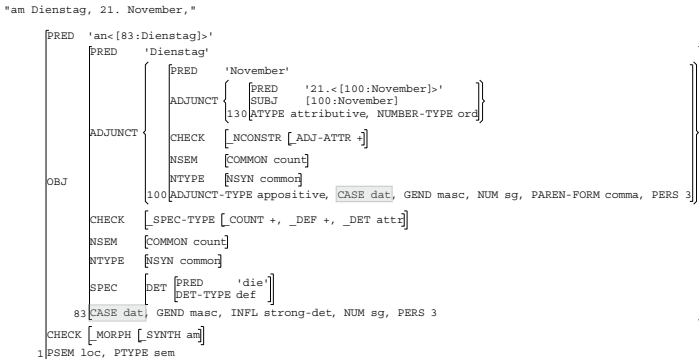 "am Dienstag, 21. November,"
PRED 'an<[83:Dienstag]>'
PRED 'Dienstag'
PRED 'November'
PRED '21.<[100:November]>'
ADJUNCT SUBJ [100:November]
130 ATYPE attributive, NUMBER-TYPE ord
ADJUNCT CHECK [_NCONSTR [_ADJ-ATTR +]]
NSEM [COMMON count]
OBJ NTYPE [NSYN common]
100 ADJUNCT-TYPE appositive, CASE dat, GEND masc, NUM sg, PAREN-FORM comma, PERS 3
CHECK [_SPEC-TYPE [_COUNT +, _DEF +, _DET attr]]
NSEM [COMMON count]
NTYPE [NSYN common]
SPEC DET PRED 'die'
DET-TYPE def
83 CASE dat, GEND masc, INFL strong-det, NUM sg, PERS 3
CHECK [_MORPH [_SYNTH am]]
1 PSEM loc, PTYPE sem